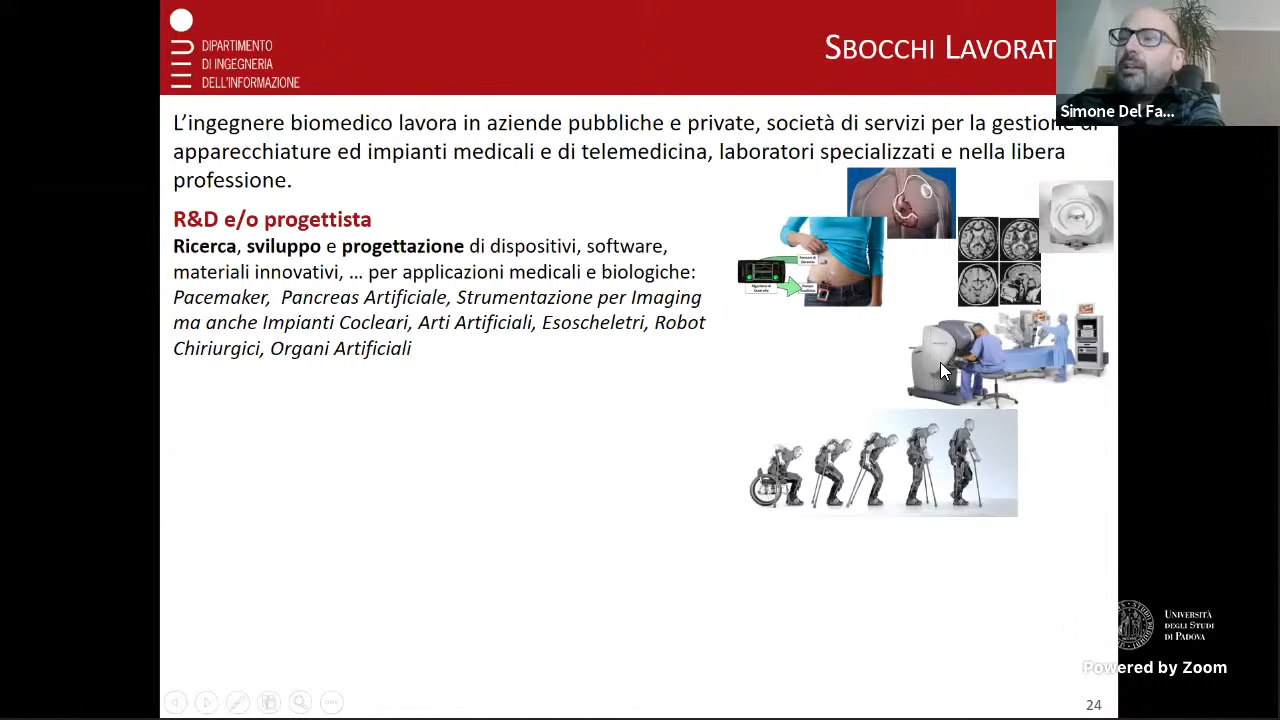 DIPARTIMENTO
DI INGEGNERIA
DELL'INFORMAZIONE
SBOCCHI LAVORAT
Simone Del Fa...
L'ingegnere biomedico lavora in aziende pubbliche e private, società di servizi per la gestione di
apparecchiature ed impianti medicali e di telemedicina, laboratori specializzati e nella libera
professione.
R&D e/o progettista
Ricerca, sviluppo e progettazione di dispositivi, software,
materiali innovativi, ... per applicazioni medicali e biologiche:
Pacemaker, Pancreas Artificiale, Strumentazione per Imaging
ma anche Impianti Cocleari, Arti Artificiali, Esoscheletri, Robot
Chiriurgici, Organi Artificiali
UNIVERSITÀ
DEGLI STUDI
DI PADOVA
Powered by Zoom
24